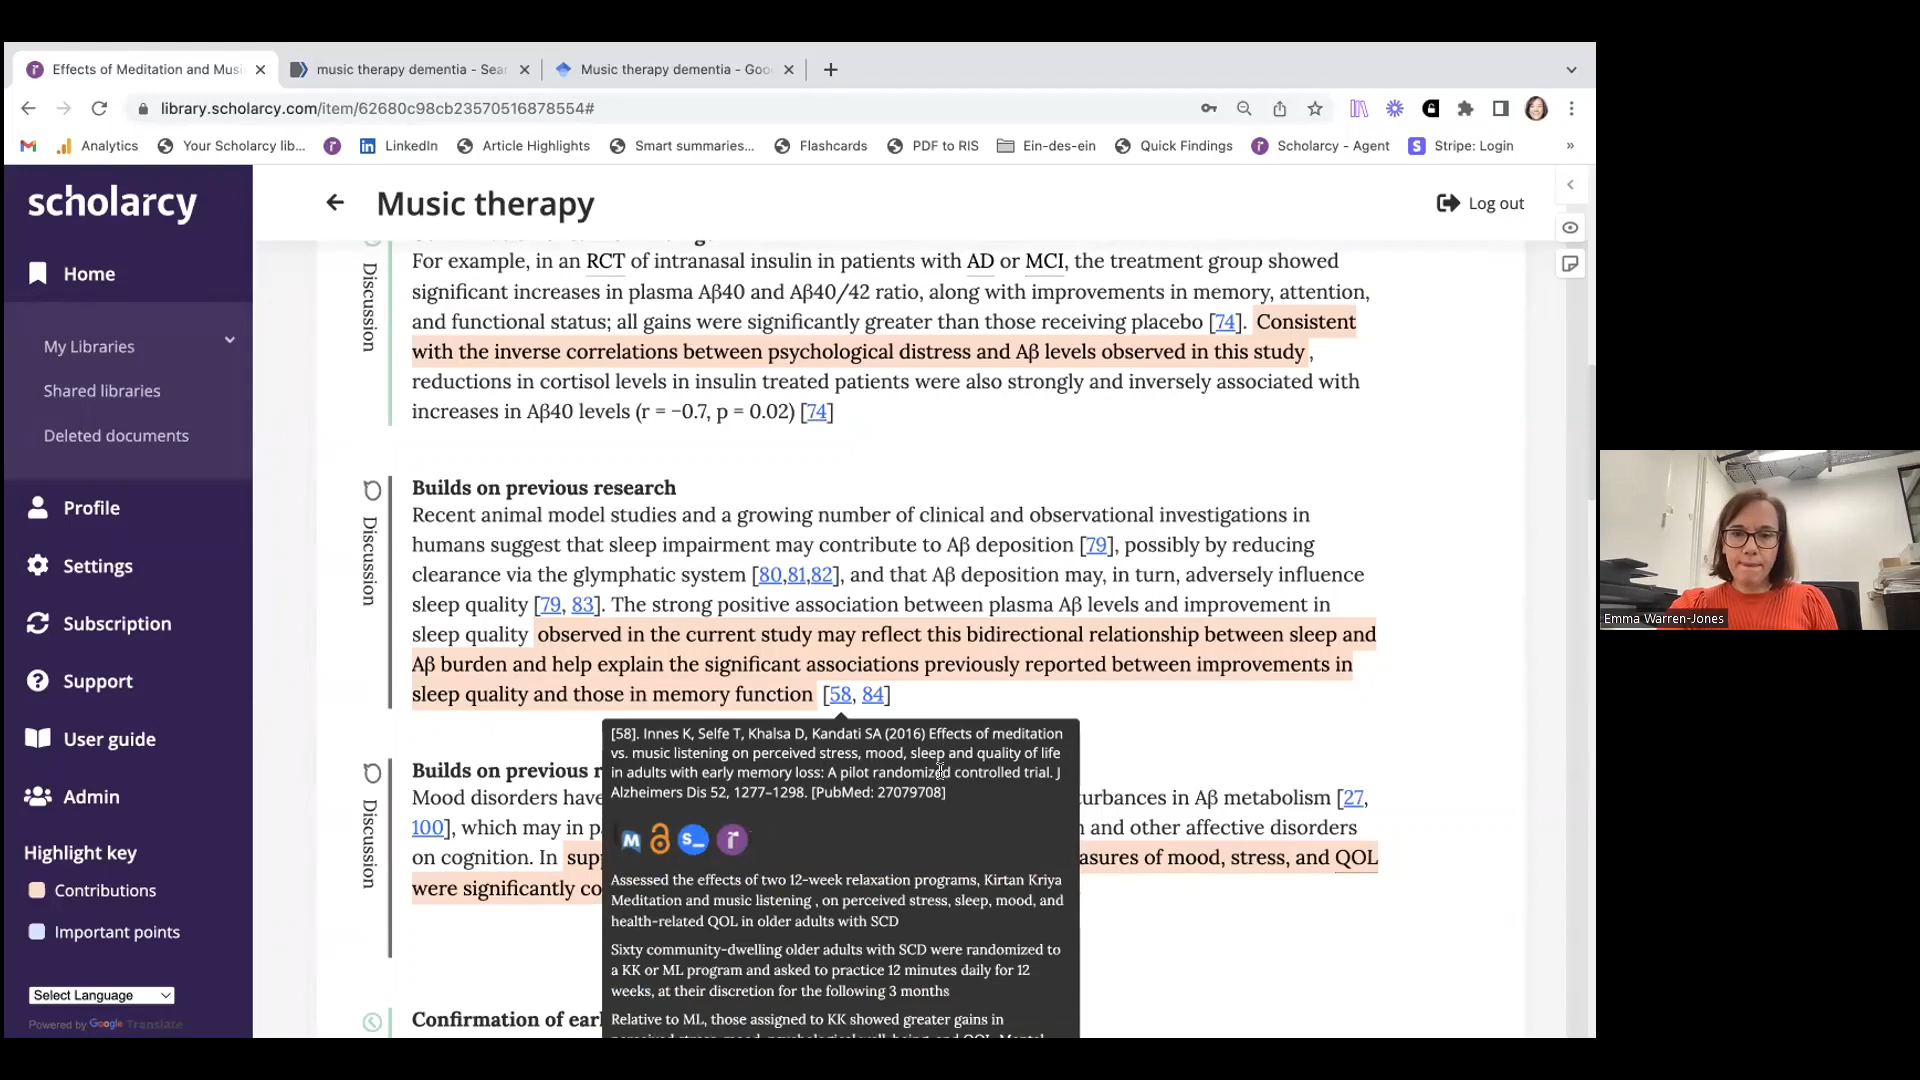 Effects of Meditation and Musi
music therapy dementia - Sea
Music therapy dementia - Goo
library.scholarcy.com/item/62680c98cb23570516878554#
Analytics
Your Scholarcy lib...
LinkedIn
Article Highlights
Smart summaries...
Flashcards
PDF to RIS
Ein-des-ein
Quick Findings
Scholarcy - Agent
Stripe: Login
»
scholarcy
Home
My Libraries
Shared libraries
Deleted documents
Profile
Settings
Subscription
Support
User guide
Admin
Highlight key
Contributions
Important points
Select Language
Powered by Google Translate
Music therapy
Log out
Discussion
For example, in an RCT of intranasal insulin in patients with AD or MCI, the treatment group showed
significant increases in plasma Aβ40 and Aβ40/42 ratio, along with improvements in memory, attention,
and functional status; all gains were significantly greater than those receiving placebo [74]. Consistent
with the inverse correlations between psychological distress and Aβ levels observed in this study ,
reductions in cortisol levels in insulin treated patients were also strongly and inversely associated with
increases in Aβ40 levels (r = −0.7, p = 0.02) [74]
Discussion
Builds on previous research
Recent animal model studies and a growing number of clinical and observational investigations in
humans suggest that sleep impairment may contribute to Aβ deposition [79], possibly by reducing
clearance via the glymphatic system [80,81,82], and that Aβ deposition may, in turn, adversely influence
sleep quality [79, 83]. The strong positive association between plasma Aβ levels and improvement in
sleep quality observed in the current study may reflect this bidirectional relationship between sleep and
Aβ burden and help explain the significant associations previously reported between improvements in
sleep quality and those in memory function [58, 84]
Discussion
Builds on previous r
Mood disorders have urbances in Aβ metabolism [27,
100], which may in p n and other affective disorders
on cognition. In supp asures of mood, stress, and QOL
were significantly co
Confirmation of earl
[58]. Innes K, Selfe T, Khalsa D, Kandati SA (2016) Effects of meditation
vs. music listening on perceived stress, mood, sleep and quality of life
in adults with early memory loss: A pilot randomized controlled trial. J
Alzheimers Dis 52, 1277–1298. [PubMed: 27079708]
M
S_
r
Assessed the effects of two 12-week relaxation programs, Kirtan Kriya
Meditation and music listening , on perceived stress, sleep, mood, and
health-related QOL in older adults with SCD
Sixty community-dwelling older adults with SCD were randomized to
a KK or ML program and asked to practice 12 minutes daily for 12
weeks, at their discretion for the following 3 months
Relative to ML, those assigned to KK showed greater gains in
Emma Warren-Jones